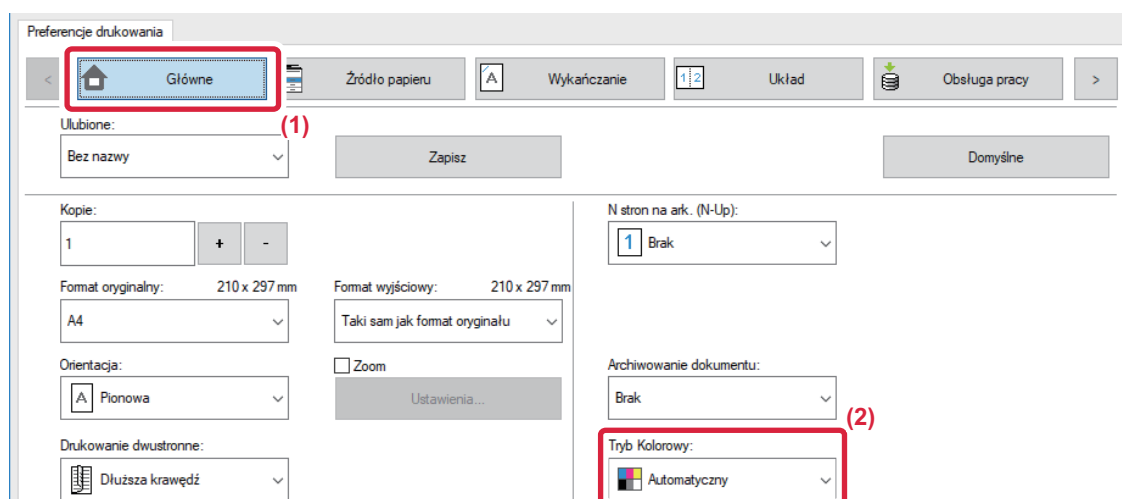 Preferencje drukowania
< Główne Źródło papieru A Wykańczanie 1 2 Układ Obsługa pracy >
(1)
Ulubione:
Bez nazwy Zapisz Domyślne
Kopie: N stron na ark. (N-Up):
1 + - 1 Brak
Format oryginalny: 210 x 297 mm Format wyjściowy: 210 x 297 mm
A4 Taki sam jak format oryginału
Orientacja: Zoom Archiwowanie dokumentu:
A Pionowa Ustawienia... Brak
(2)
Drukowanie dwustronne: Tryb Kolorowy:
Dłuższa krawędź Automatyczny